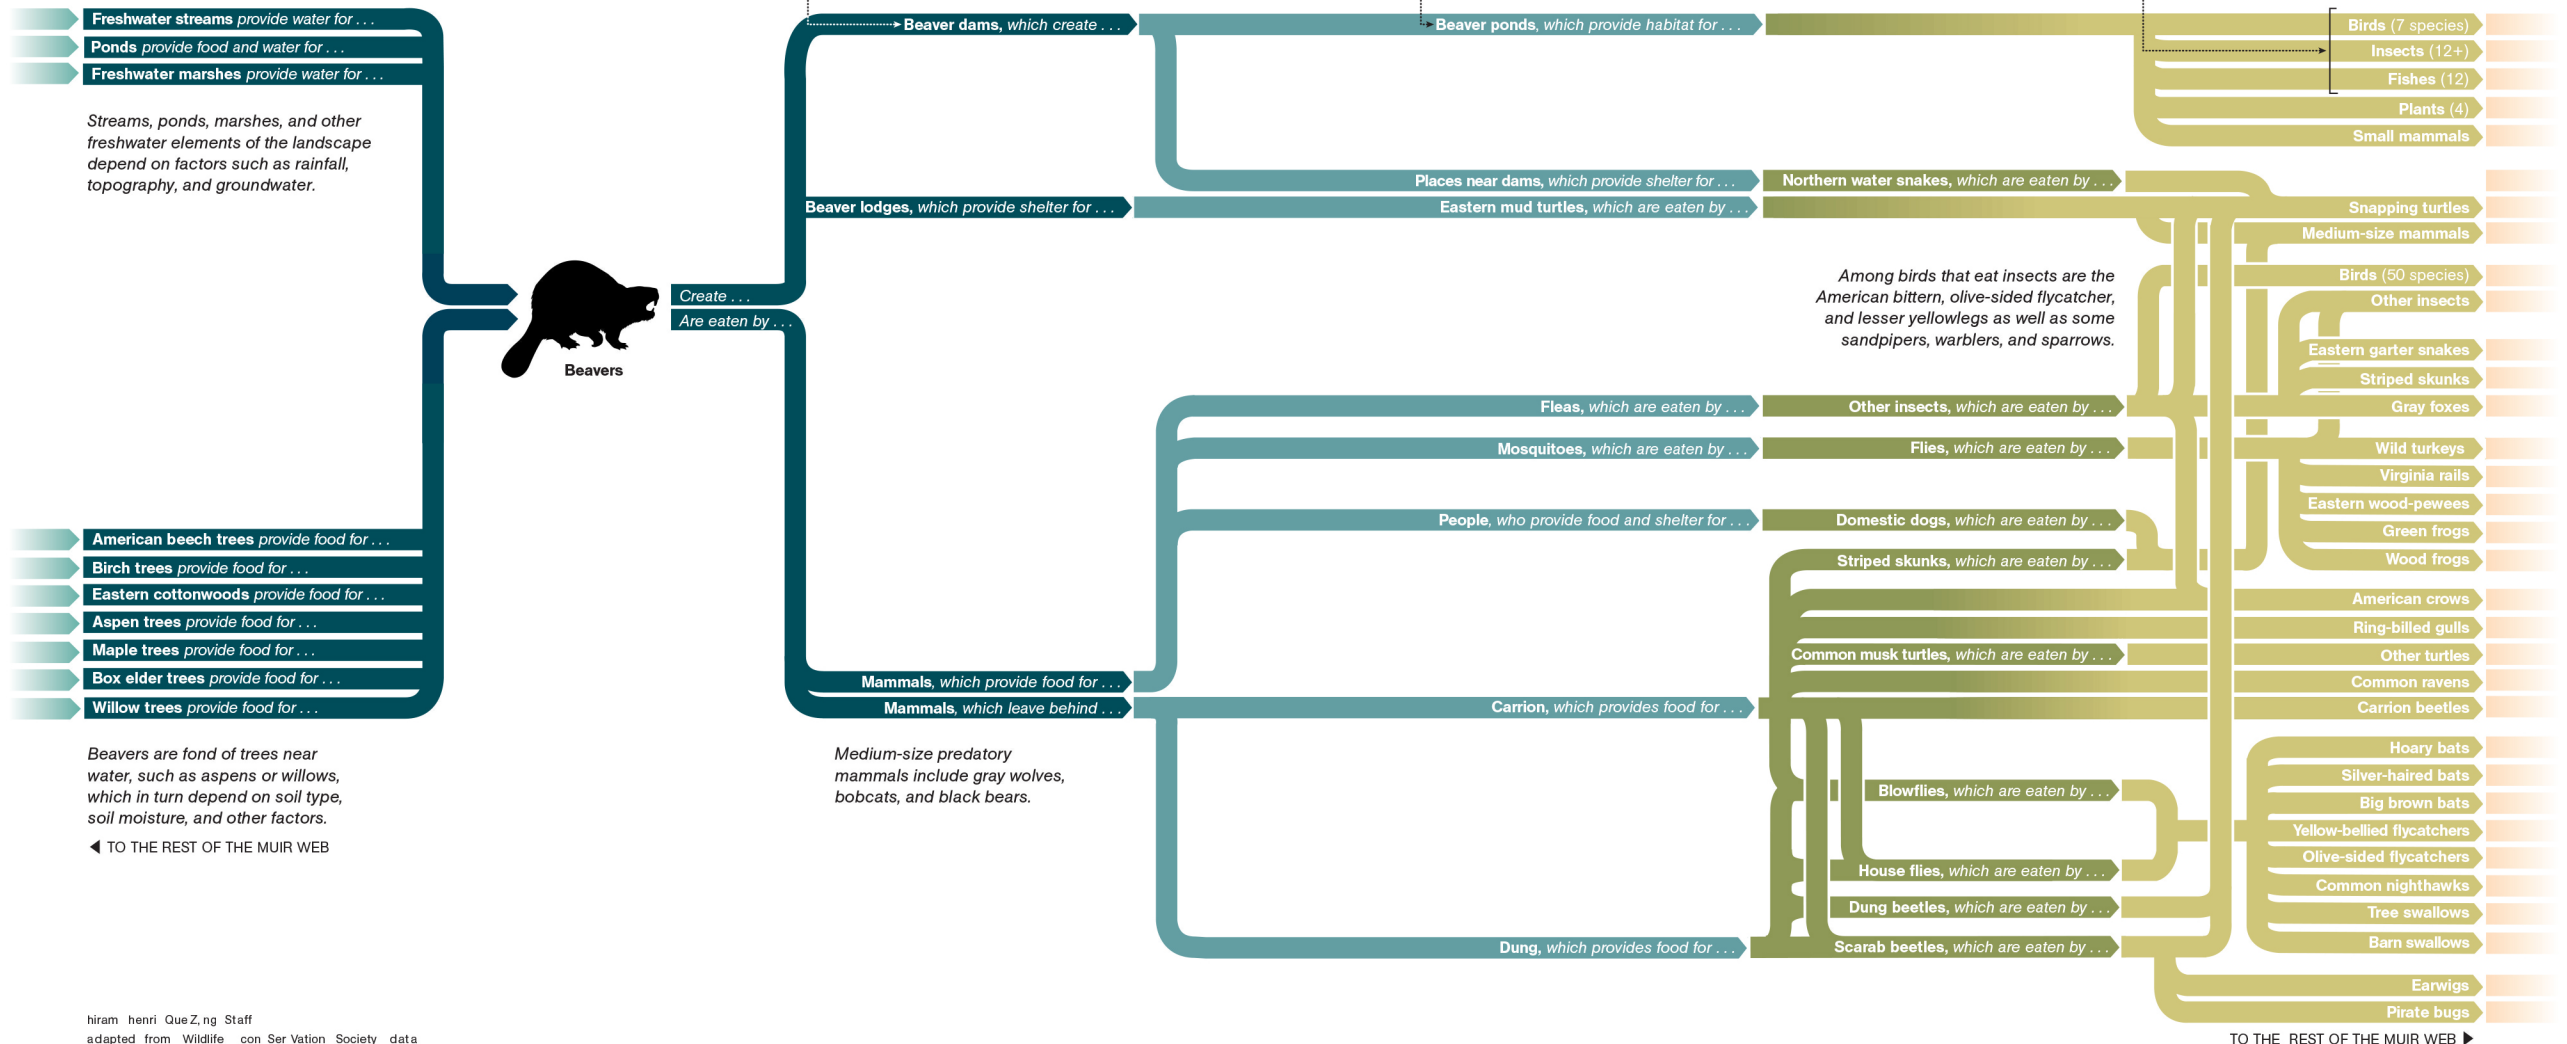 Freshwater streams provide water for . . .
Ponds provide food and water for . . .
Freshwater marshes provide water for . . .
Streams, ponds, marshes, and other
freshwater elements of the landscape
depend on factors such as rainfall,
topography, and groundwater.
American beech trees provide food for . . .
Birch trees provide food for . . .
Eastern cottonwoods provide food for . . .
Aspen trees provide food for . . .
Maple trees provide food for . . .
Box elder trees provide food for . . .
Willow trees provide food for . . .
Beavers are fond of trees near
water, such as aspens or willows,
which in turn depend on soil type,
soil moisture, and other factors.
TO THE REST OF THE MUIR WEB
hiram henri Que Z, ng Staff
adapted from Wildlife con Ser Vation Society data
Beavers
Create . . .
Are eaten by . . .
Beaver dams, which create . . .
Beaver lodges, which provide shelter for . . .
Mammals, which provide food for . . .
Mammals, which leave behind . . .
Medium-size predatory
mammals include gray wolves,
bobcats, and black bears.
Beaver ponds, which provide habitat for . . .
Places near dams, which provide shelter for . . .
Eastern mud turtles, which are eaten by . . .
Fleas, which are eaten by . . .
Mosquitoes, which are eaten by . . .
People, who provide food and shelter for . . .
Carrion, which provides food for . . .
Dung, which provides food for . . .
Northern water snakes, which are eaten by . . .
Among birds that eat insects are the
American bittern, olive-sided flycatcher,
and lesser yellowlegs as well as some
sandpipers, warblers, and sparrows.
Other insects, which are eaten by . . .
Flies, which are eaten by . . .
Domestic dogs, which are eaten by . . .
Striped skunks, which are eaten by . . .
Common musk turtles, which are eaten by . . .
Blowflies, which are eaten by . . .
House flies, which are eaten by . . .
Dung beetles, which are eaten by . . .
Scarab beetles, which are eaten by . . .
Birds (7 species)
Insects (12+)
Fishes (12)
Plants (4)
Small mammals
Snapping turtles
Medium-size mammals
Birds (50 species)
Other insects
Eastern garter snakes
Striped skunks
Gray foxes
Wild turkeys
Virginia rails
Eastern wood-pewees
Green frogs
Wood frogs
American crows
Ring-billed gulls
Other turtles
Common ravens
Carrion beetles
Hoary bats
Silver-haired bats
Big brown bats
Yellow-bellied flycatchers
Olive-sided flycatchers
Common nighthawks
Tree swallows
Barn swallows
Earwigs
Pirate bugs
TO THE REST OF THE MUIR WEB